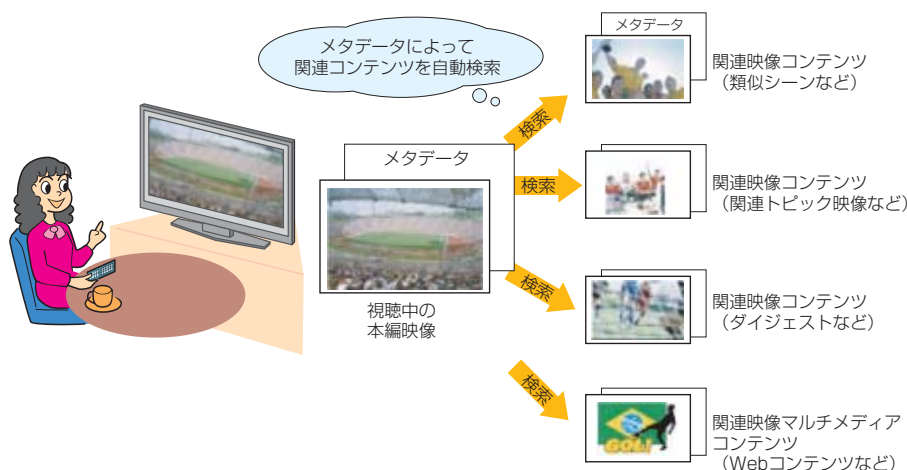 メタデータによって
関連コンテンツを自動検索
メタデータ
視聴中の
本編映像
検索
メタデータ
関連映像コンテンツ
（類似シーンなど）
検索
関連映像コンテンツ
（関連トピック映像など）
検索
関連映像コンテンツ
（ダイジェストなど）
検索
GOAL!
関連映像マルチメディア
コンテンツ
（Webコンテンツなど）